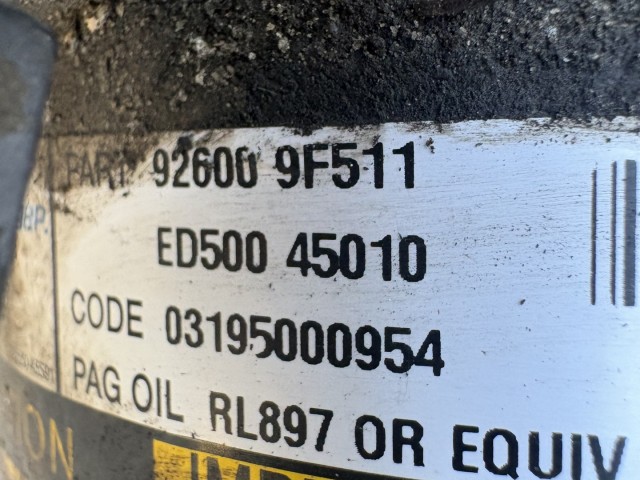 PART 92600 9F511
ED500 45010
CODE 03195000954
PAG OIL RL897 OR EQUIV